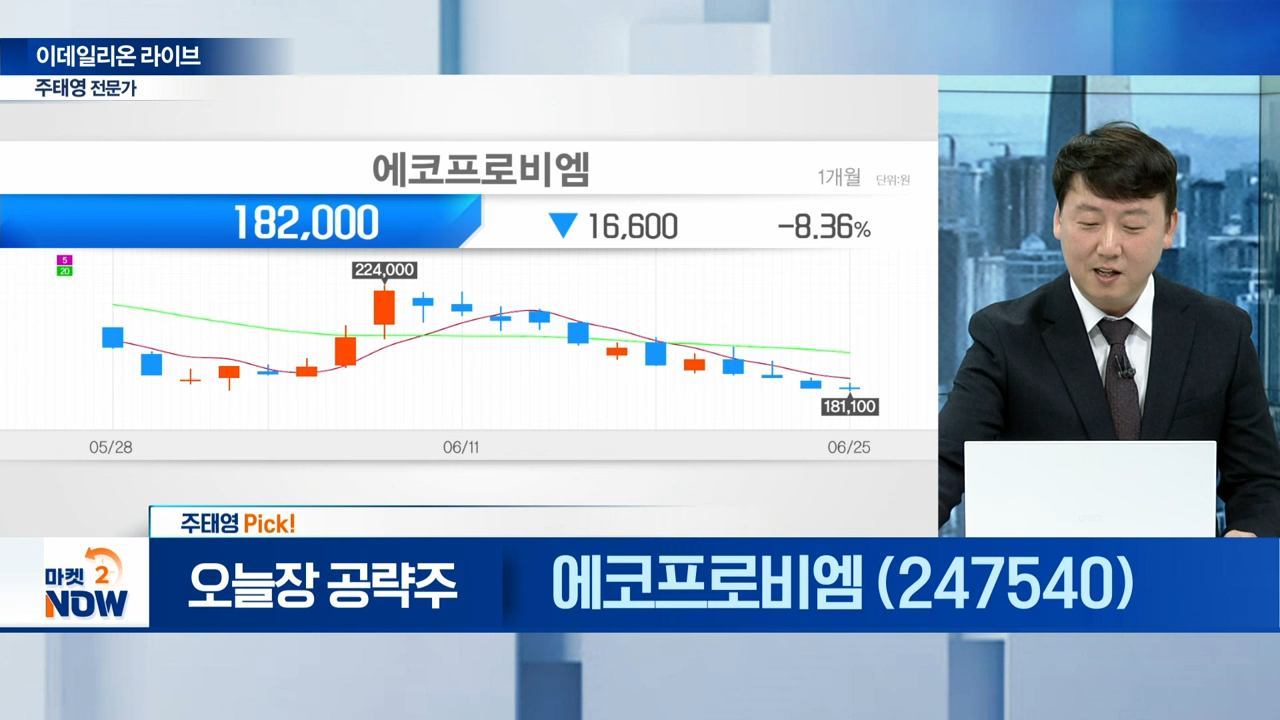 이데일리온 라이브
주태영 전문가
에코프로비엠
1개월 단위:원
182,000 ▼ 16,600 -8.36%
5
20
224,000
181,100
05/28 06/11 06/25
주태영 Pick!
마켓 2
NOW
오늘장 공략주 에코프로비엠 (247540)